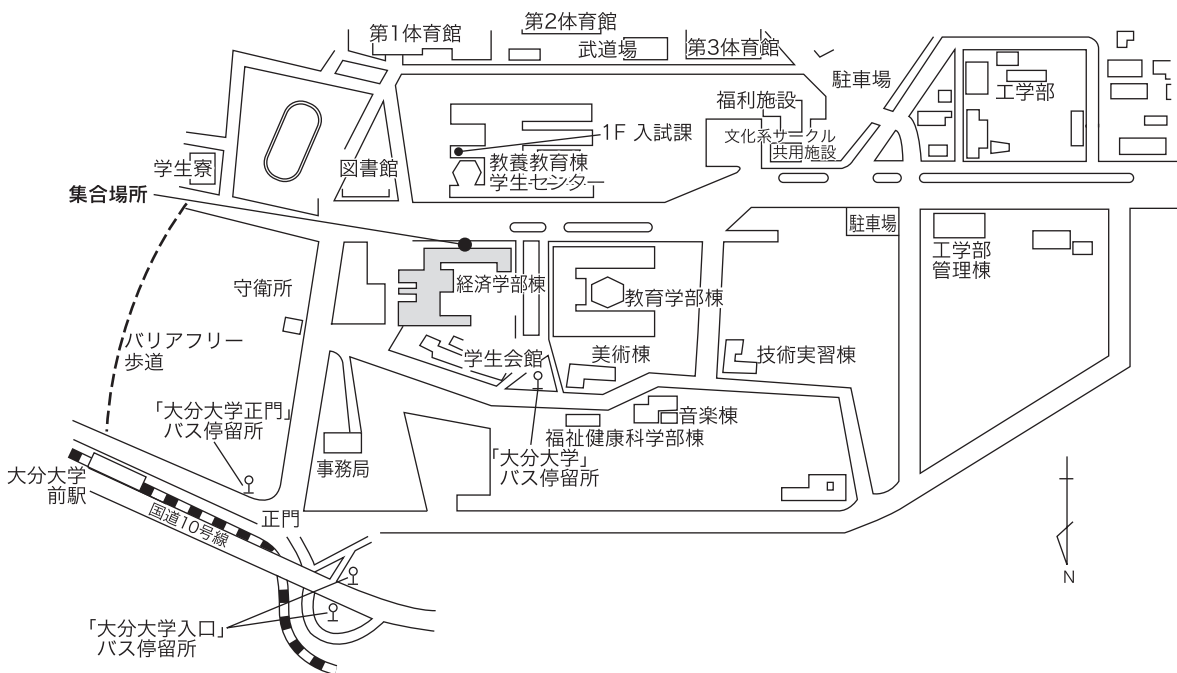 第1体育館
第2体育館
武道場
第3体育館
駐車場
福利施設
工学部
1F 入試課
文化系サークル
共用施設
教養教育棟
学生センター
学生寮
図書館
集合場所
駐車場
工学部
管理棟
守衛所
経済学部棟
教育学部棟
バリアフリー
歩道
学生会館
美術棟
技術実習棟
「大分大学正門」
バス停留所
音楽棟
福祉健康科学部棟
事務局
「大分大学」
バス停留所
大分大学
前駅
国道10号線
正門
N
「大分大学入口」
バス停留所